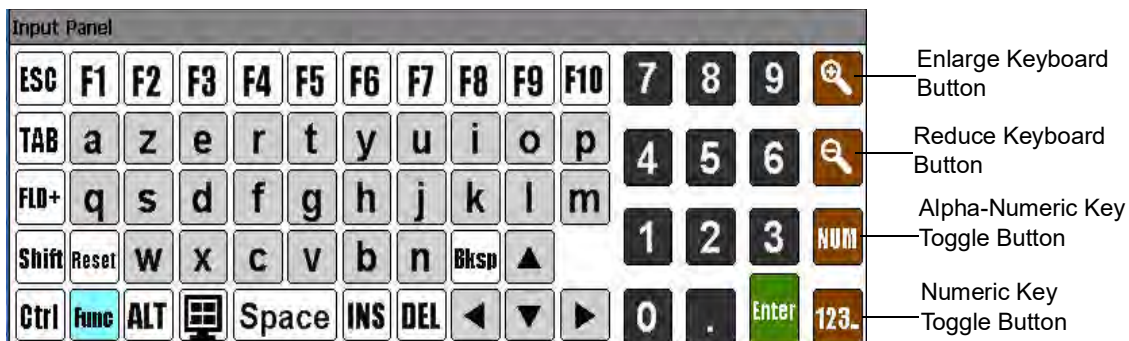 Input Panel
ESC F1 F2 F3 F4 F5 F6 F7 F8 F9 F10 7 8 9
Enlarge Keyboard
Button
TAB a z e r t y u i o p 4 5 6
Reduce Keyboard
Button
FLD+ q s d f g h j k l m
Shift Reset w x c v b n Bksp 1 2 3 NUM
Alpha-Numeric Key
Toggle Button
Ctrl func ALT Space INS DEL 0 . Enter 123_
Numeric Key
Toggle Button